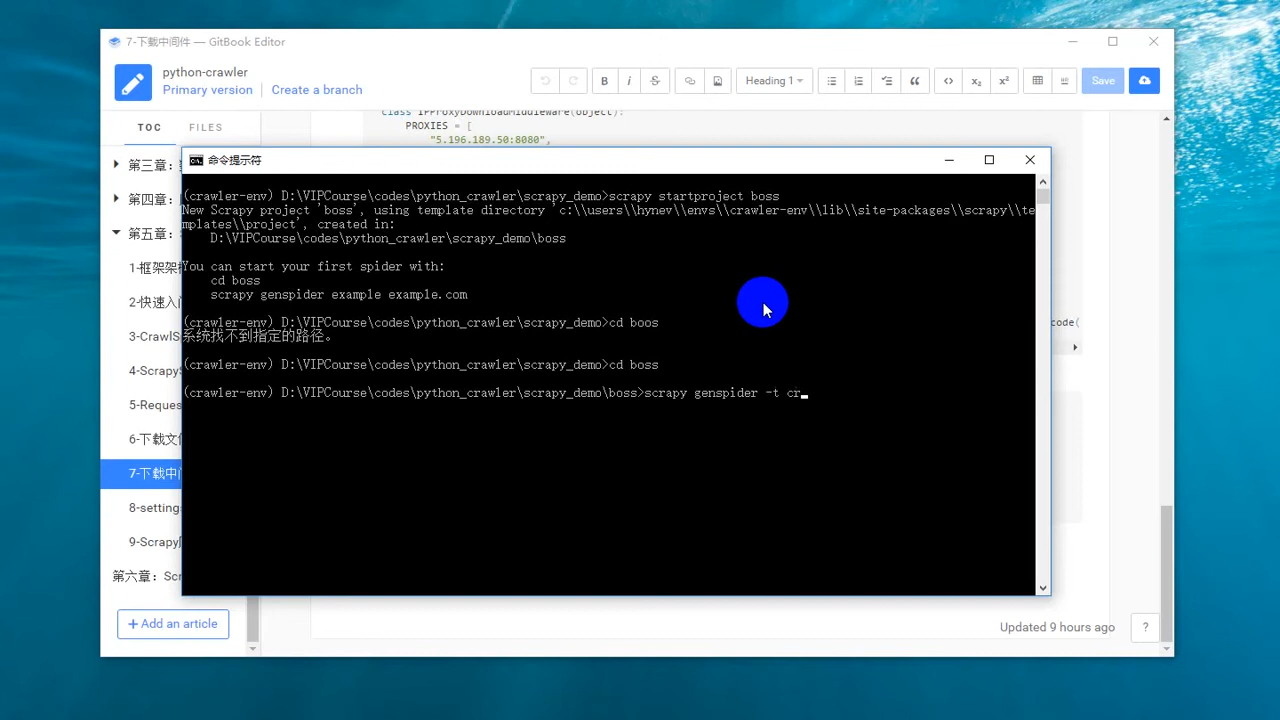 7-下载中间件 — GitBook Editor
python-crawler
Primary version
Create a branch
B
i
S
Heading 1
Save
TOC
FILES
class IPProxyDownloadMiddleware(object):
PROXIES = [
"5.196.189.50:8080",
第三章:
第四章:
第五章:
1-框架架
2-快速入门
3-CrawlS
4-ScrapyS
5-Reques
6-下载文件
7-下载中间
8-setting
9-Scrapy
第六章: Scr
+ Add an article
命令提示符
(crawler-env) D:\VIPCourse\codes\python_crawler\scrapy_demo>scrapy startproject boss
New Scrapy project 'boss', using template directory 'c:\\users\\hynev\\envs\\crawler-env\\lib\\site-packages\\scrapy\\te
mplates\\project', created in:
D:\VIPCourse\codes\python_crawler\scrapy_demo\boss
You can start your first spider with:
cd boss
scrapy genspider example example.com
(crawler-env) D:\VIPCourse\codes\python_crawler\scrapy_demo>cd boos
系统找不到指定的路径。
(crawler-env) D:\VIPCourse\codes\python_crawler\scrapy_demo>cd boss
(crawler-env) D:\VIPCourse\codes\python_crawler\scrapy_demo\boss>scrapy genspider -t cr
code(
Updated 9 hours ago
?